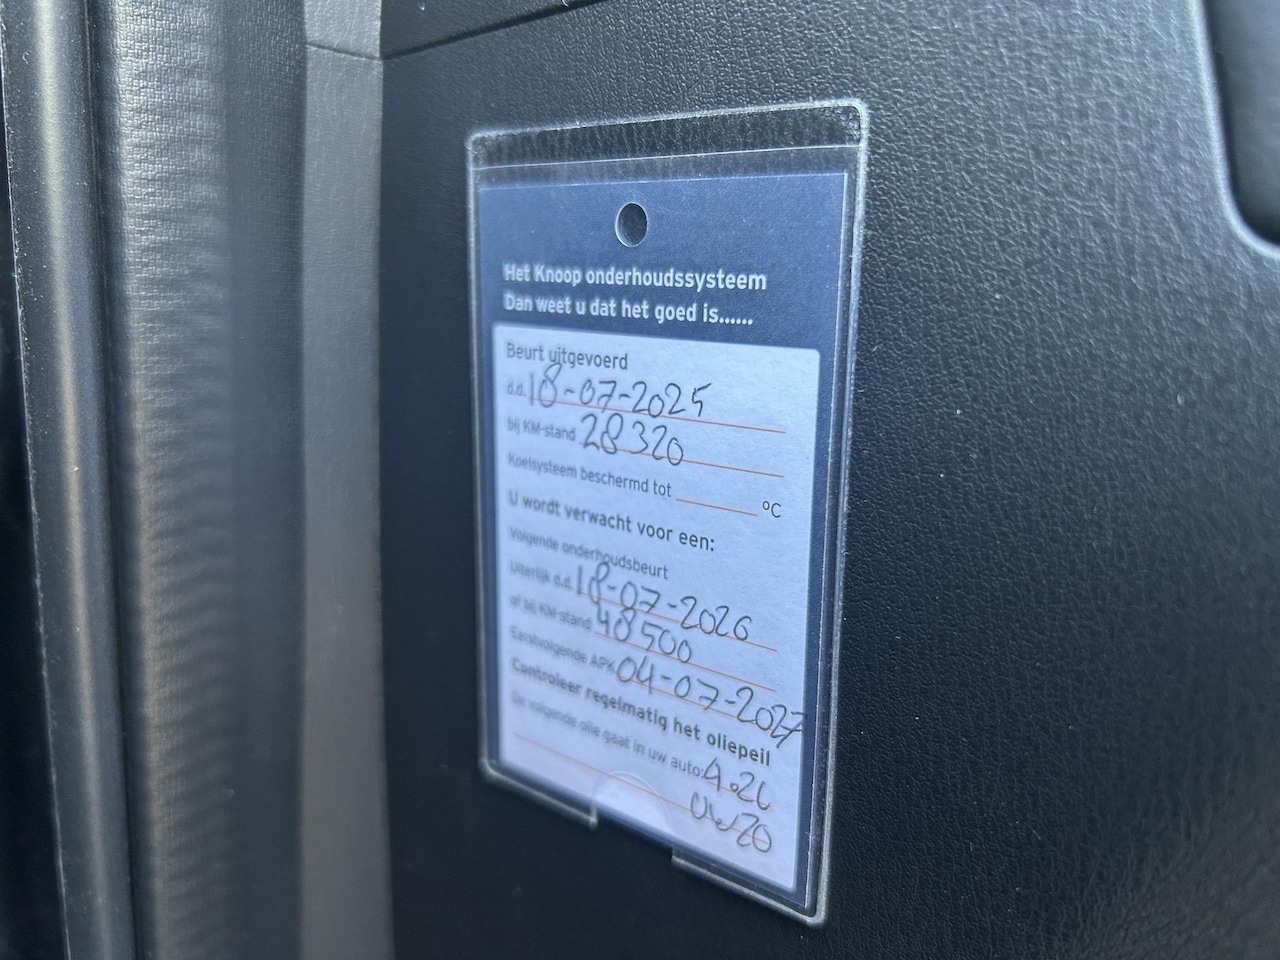 Het Knoop onderhoudssysteem
Dan weet u dat het goed is......
Beurt uitgevoerd
d.d. 18-07-2025
bij KM-stand 28320
Koelsysteem beschermd tot °C
U wordt verwacht voor een:
Volgende onderhoudsbeurt
Uiterlijk d.d. 18-07-2026
of bij KM-stand 48500
Eerstvolgende APK 04-07-2027
Controleer regelmatig het oliepeil
De volgende olie gaat in uw auto: 4.2L
0W20